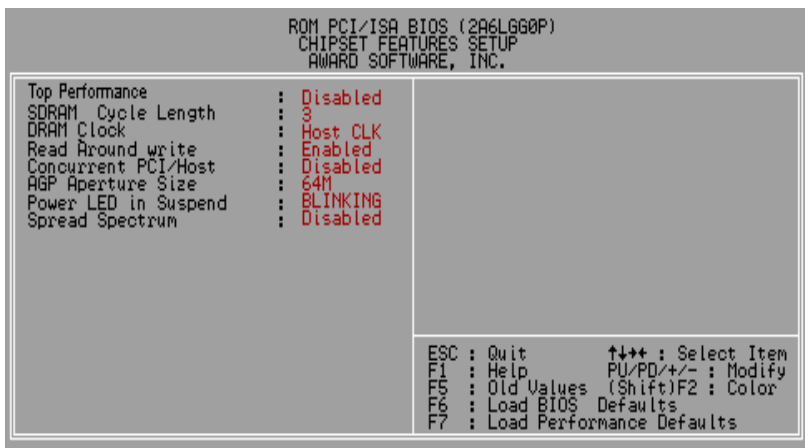 ROM PCI/ISA BIOS (2A6LGG0P)
CHIPSET FEATURES SETUP
AWARD SOFTWARE, INC.
Top Performance : Disabled
SDRAM Cycle Length : 3
DRAM Clock : Host CLK
Read Around write : Enabled
Concurrent PCI/Host : Disabled
AGP Aperture Size : 64M
Power LED in Suspend : BLINKING
Spread Spectrum : Disabled
ESC : Quit ↑↓→← : Select Item
F1 : Help PU/PD/+/- : Modify
F5 : Old Values (Shift)F2 : Color
F6 : Load BIOS Defaults
F7 : Load Performance Defaults